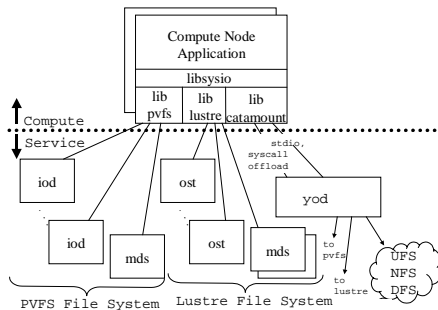 Compute Node
Application
libsysio
lib
pvfs
lib
lustre
lib
catamount
Compute
Service
stdio,
syscall
offload
iod
ost
yod
iod
ost
mds
mds
to
pvfs
to
lustre
UFS
NFS
DFS
PVFS File System
Lustre File System